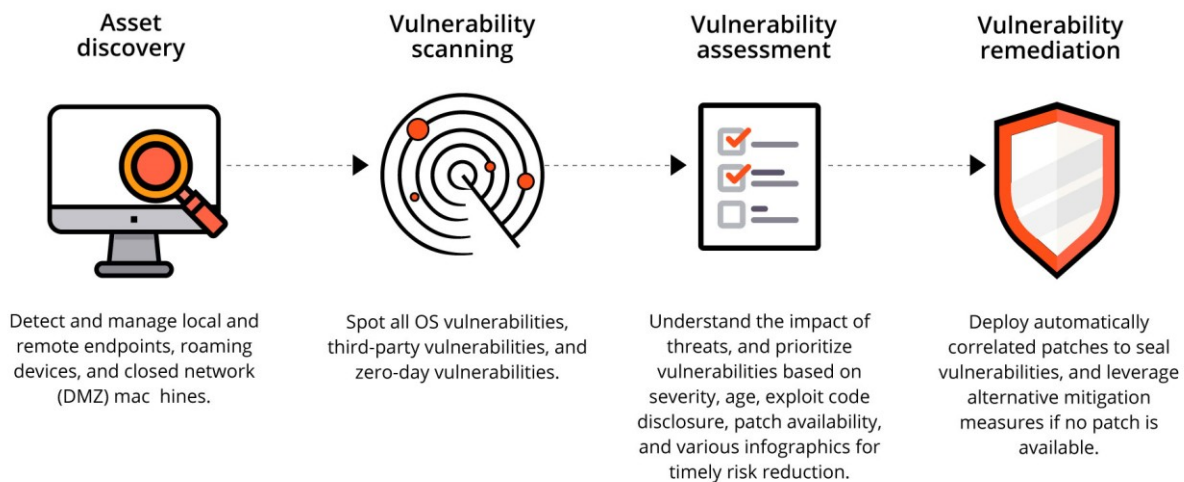 Asset
discovery
Vulnerability
scanning
Vulnerability
assessment
Vulnerability
remediation
Detect and manage local and
remote endpoints, roaming
devices, and closed network
(DMZ) mac hines.
Spot all OS vulnerabilities,
third-party vulnerabilities, and
zero-day vulnerabilities.
Understand the impact of
threats, and prioritize
vulnerabilities based on
severity, age, exploit code
disclosure, patch availability,
and various infographics for
timely risk reduction.
Deploy automatically
correlated patches to seal
vulnerabilities, and leverage
alternative mitigation
measures if no patch is
available.